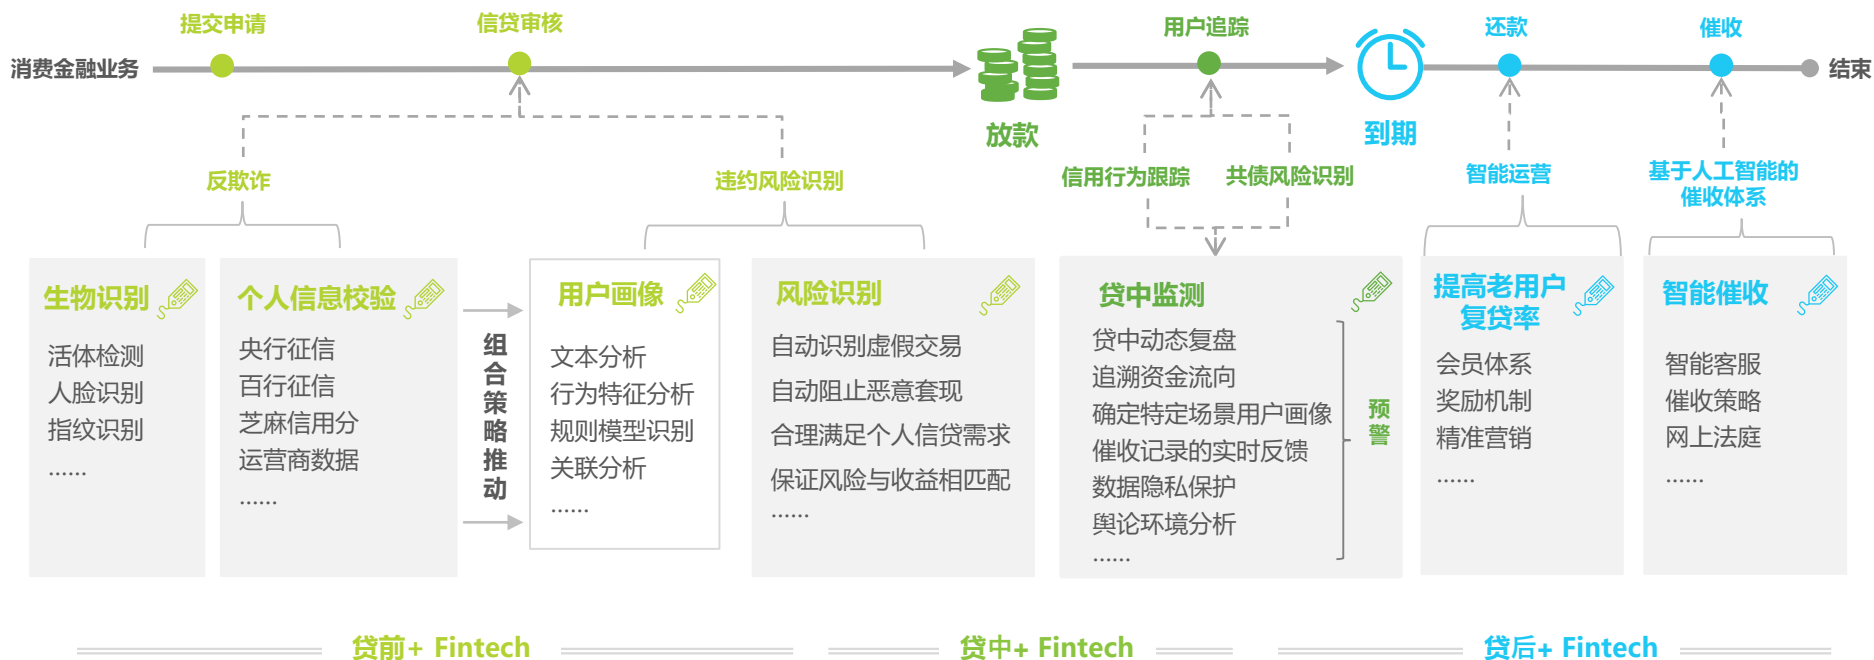 消费金融业务
提交申请
信贷审核
放款
用户追踪
到期
还款
催收
结束
反欺诈
违约风险识别
信用行为跟踪
共债风险识别
智能运营
基于人工智能的
催收体系
生物识别
活体检测
人脸识别
指纹识别
......
个人信息校验
央行征信
百行征信
芝麻信用分
运营商数据
......
组合策略推动
用户画像
文本分析
行为特征分析
规则模型识别
关联分析
......
风险识别
自动识别虚假交易
自动阻止恶意套现
合理满足个人信贷需求
保证风险与收益相匹配
......
贷中监测
贷中动态复盘
追溯资金流向
确定特定场景用户画像
催收记录的实时反馈
数据隐私保护
舆论环境分析
......
预警
提高老用户
复贷率
会员体系
奖励机制
精准营销
......
智能催收
智能客服
催收策略
网上法庭
......
贷前+ Fintech
贷中+ Fintech
贷后+ Fintech